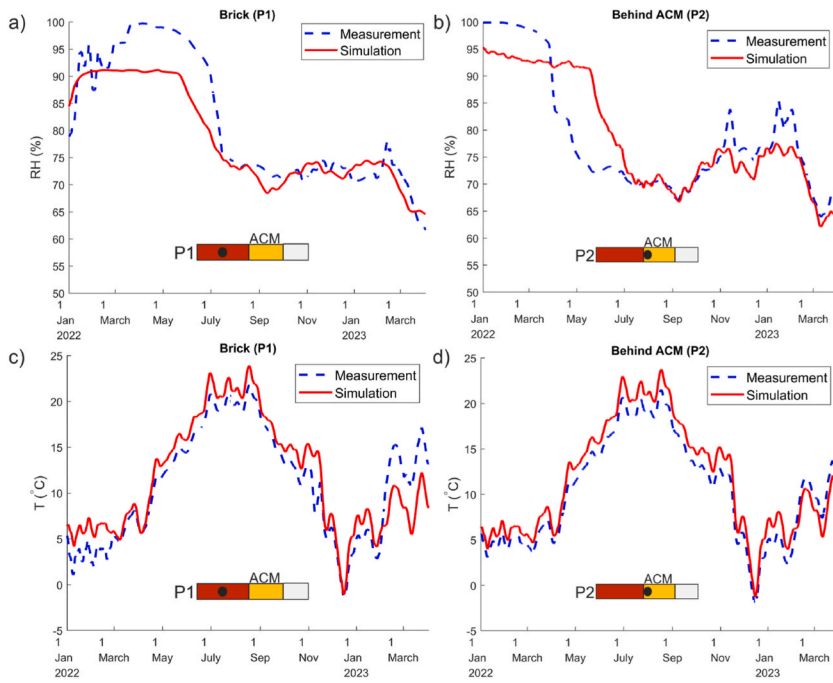 a)
Brick (P1)
Measurement
Simulation
100
95
90
85
80
75
70
65
60
55
50
RH (%)
P1
ACM
1 1 1 1 1 1 1 1
Jan March May July Sep Nov Jan March
2022 2023
b)
Behind ACM (P2)
Measurement
Simulation
100
95
90
85
80
75
70
65
60
55
50
RH (%)
P2
ACM
1 1 1 1 1 1 1 1
Jan March May July Sep Nov Jan March
2022 2023
c)
Brick (P1)
Measurement
Simulation
25
20
15
10
5
0
-5
T (°C)
P1
ACM
1 1 1 1 1 1 1 1
Jan March May July Sep Nov Jan March
2022 2023
d)
Behind ACM (P2)
Measurement
Simulation
25
20
15
10
5
0
-5
T (°C)
P2
ACM
1 1 1 1 1 1 1 1
Jan March May July Sep Nov Jan March
2022 2023